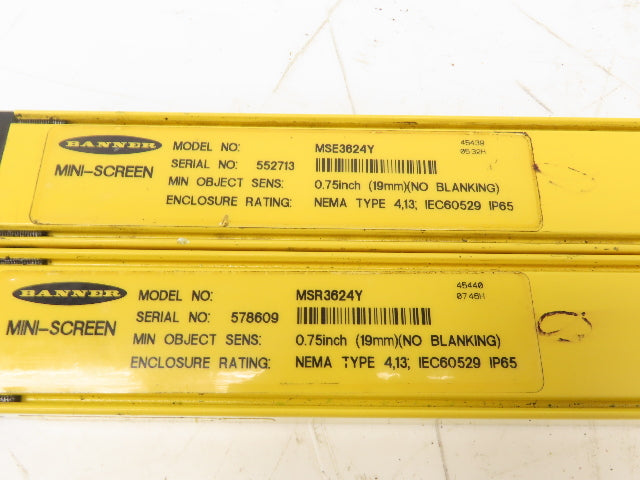 BANNER MODEL NO: MSE3624Y 45439
SERIAL NO: 552713 0532H
MINI-SCREEN MIN OBJECT SENS: 0.75inch (19mm)(NO BLANKING)
ENCLOSURE RATING: NEMA TYPE 4,13; IEC60529 IP65
BANNER MODEL NO: MSR3624Y 45440
SERIAL NO: 578609 0746H
MINI-SCREEN MIN OBJECT SENS: 0.75inch (19mm)(NO BLANKING)
ENCLOSURE RATING: NEMA TYPE 4,13; IEC60529 IP65